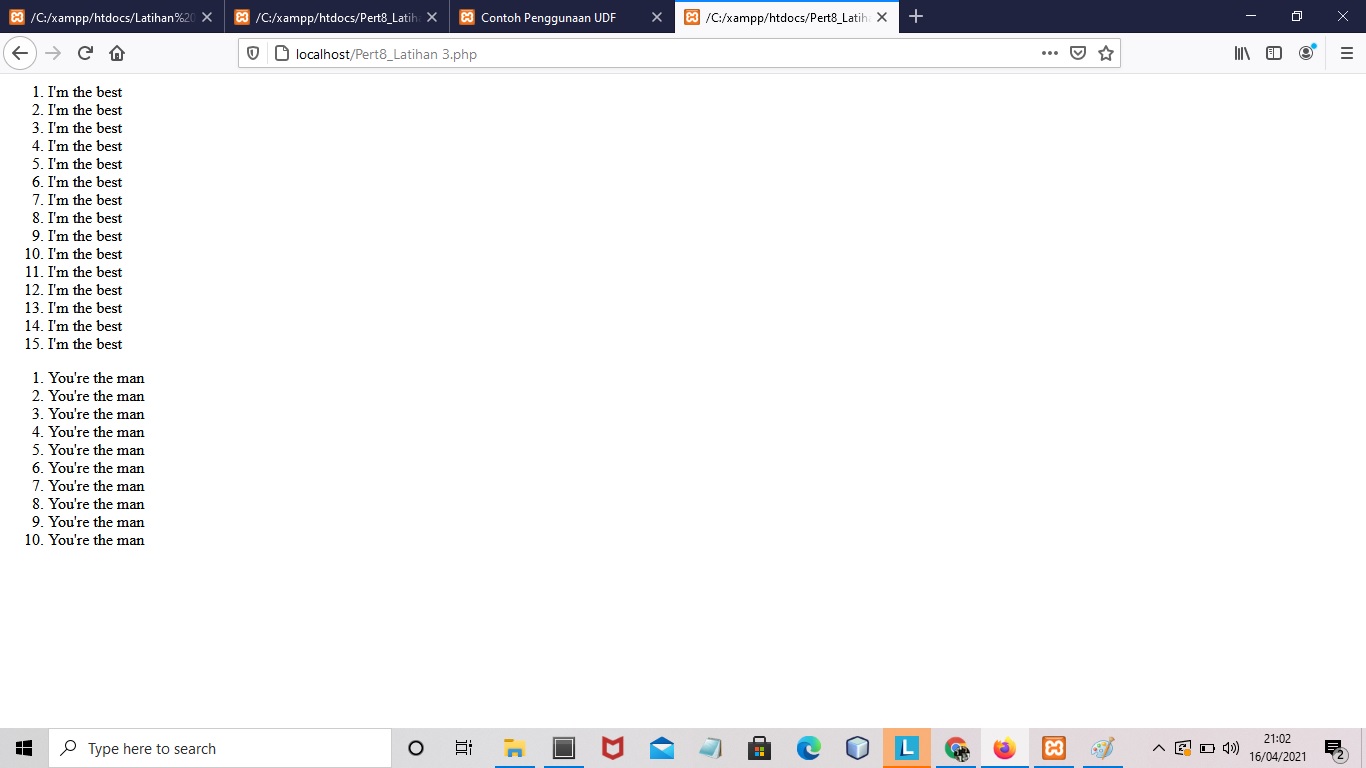 /C:/xampp/htdocs/Latihan%20
/C:/xampp/htdocs/Pert8_Latih
Contoh Penggunaan UDF
/C:/xampp/htdocs/Pert8_Latih
localhost/Pert8_Latihan 3.php
1. I'm the best
2. I'm the best
3. I'm the best
4. I'm the best
5. I'm the best
6. I'm the best
7. I'm the best
8. I'm the best
9. I'm the best
10. I'm the best
11. I'm the best
12. I'm the best
13. I'm the best
14. I'm the best
15. I'm the best
1. You're the man
2. You're the man
3. You're the man
4. You're the man
5. You're the man
6. You're the man
7. You're the man
8. You're the man
9. You're the man
10. You're the man
Type here to search
L
21:02
16/04/2021
2